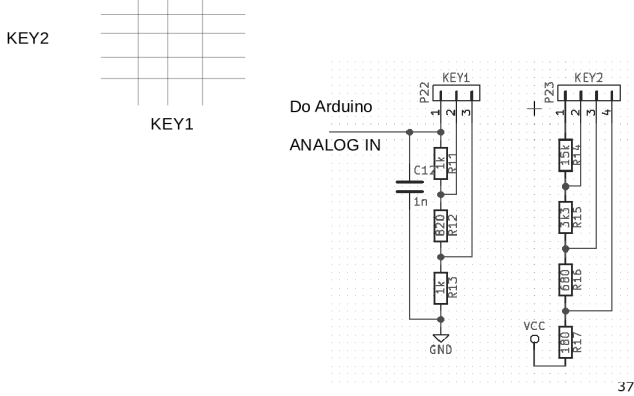 KEY2
KEY1
Do Arduino
ANALOG IN
P22
KEY1
1 2 3
C12
1n
1k
R11
820
R12
1k
R13
GND
P23
KEY2
1 2 3 4
15k
R14
3k3
R15
680
R16
180
R17
VCC
37